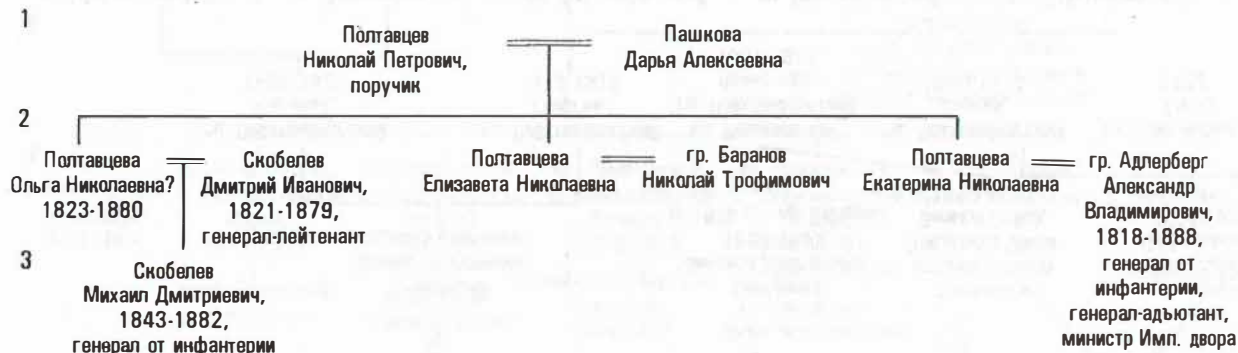 1
Полтавцев
Николай Петрович,
поручик
Пашкова
Дарья Алексеевна
2
Полтавцева
Ольга Николаевна?
1823-1880
Скобелев
Дмитрий Иванович,
1821-1879,
генерал-лейтенант
Полтавцева
Елизавета Николаевна
гр. Баранов
Николай Трофимович
Полтавцева
Екатерина Николаевна
гр. Адлерберг
Александр
Владимирович,
1818-1888,
генерал от
инфантерии,
генерал-адъютант,
министр Имп. двора
3
Скобелев
Михаил Дмитриевич,
1843-1882,
генерал от инфантерии